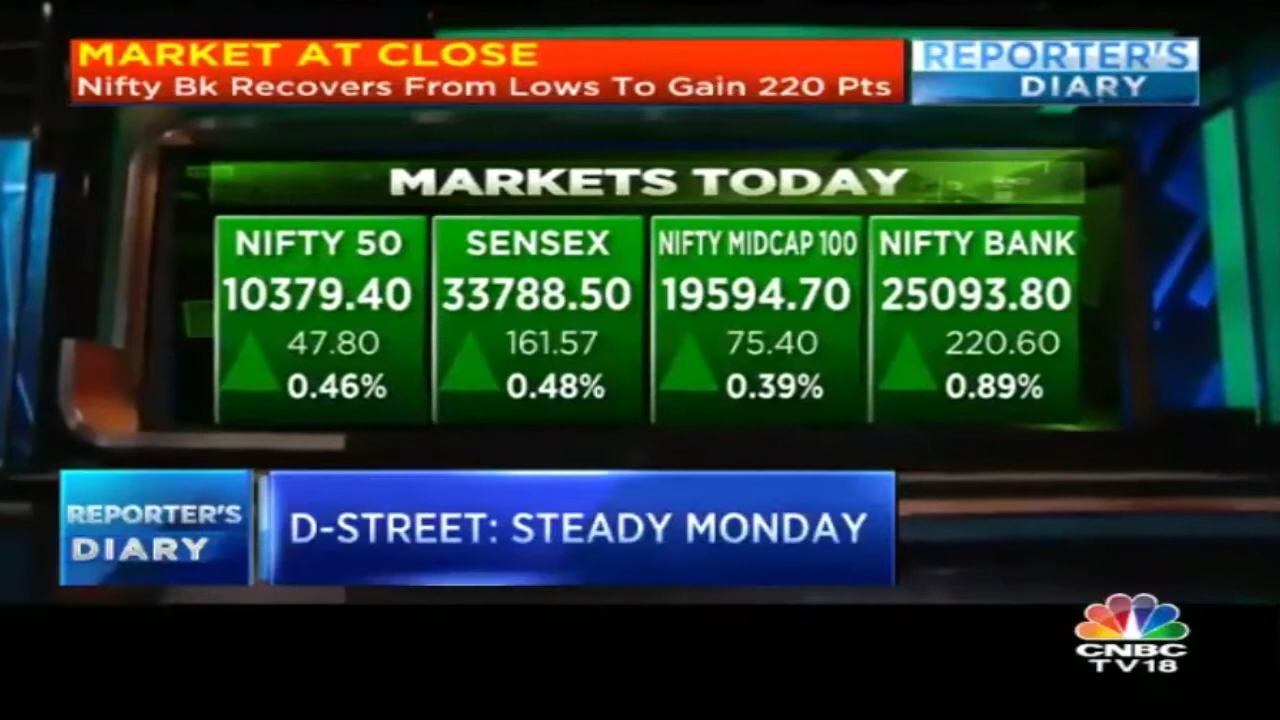 MARKET AT CLOSE
Nifty Bk Recovers From Lows To Gain 220 Pts
REPORTER'S
DIARY
MARKETS TODAY
NIFTY 50
10379.40
47.80
0.46%
SENSEX
33788.50
161.57
0.48%
NIFTY MIDCAP 100
19594.70
75.40
0.39%
NIFTY BANK
25093.80
220.60
0.89%
REPORTER'S
DIARY
D-STREET: STEADY MONDAY
CNBC
TV18